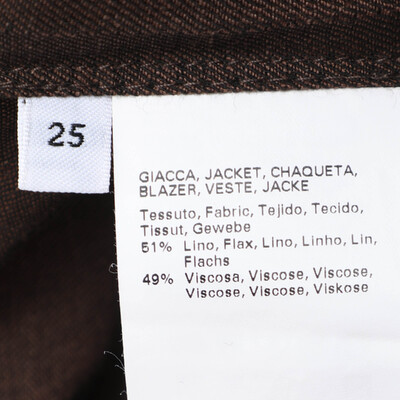 25
GIACCA, JACKET, CHAQUETA,
BLAZER, VESTE, JACKE
Tessuto, Fabric, Tejido, Tecido,
Tissut, Gewebe
51% Lino, Flax, Lino, Linho, Lin,
Flachs
49% Viscosa, Viscose, Viscose,
Viscose, Viscose, Viskose